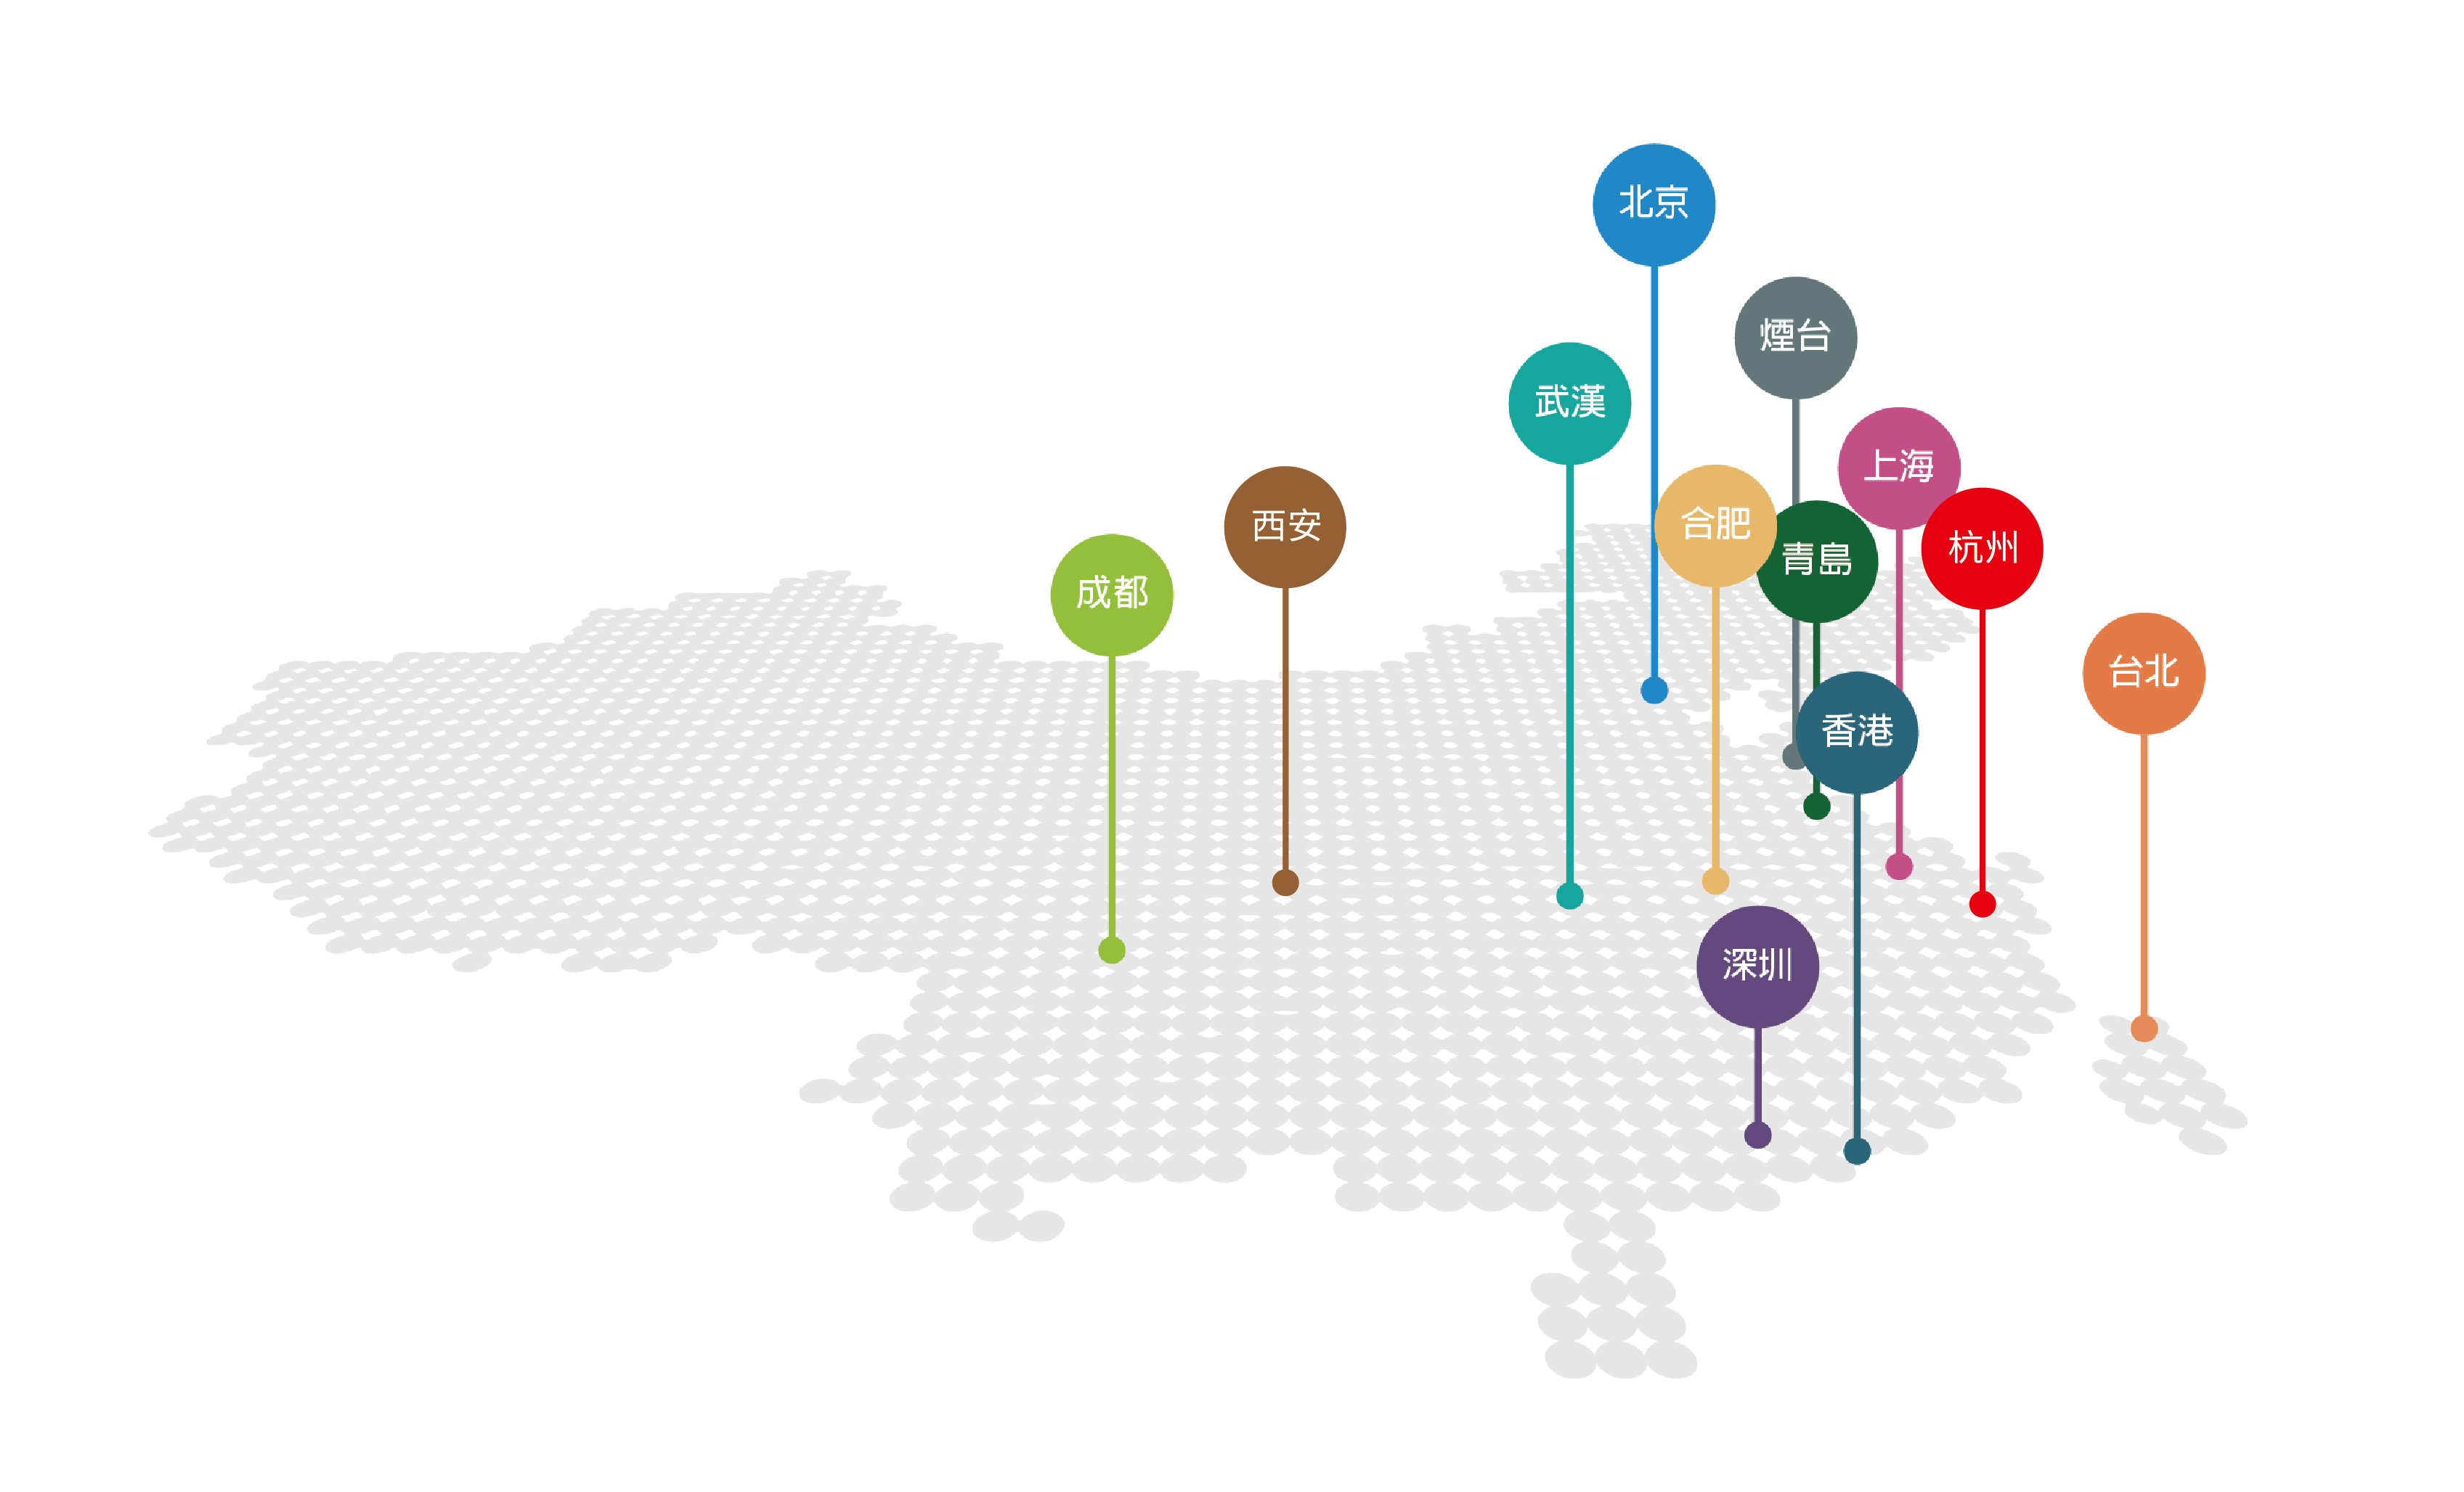 北京
煙台
武漢
上海
合肥
西安
杭州
青島
成都
台北
香港
深圳